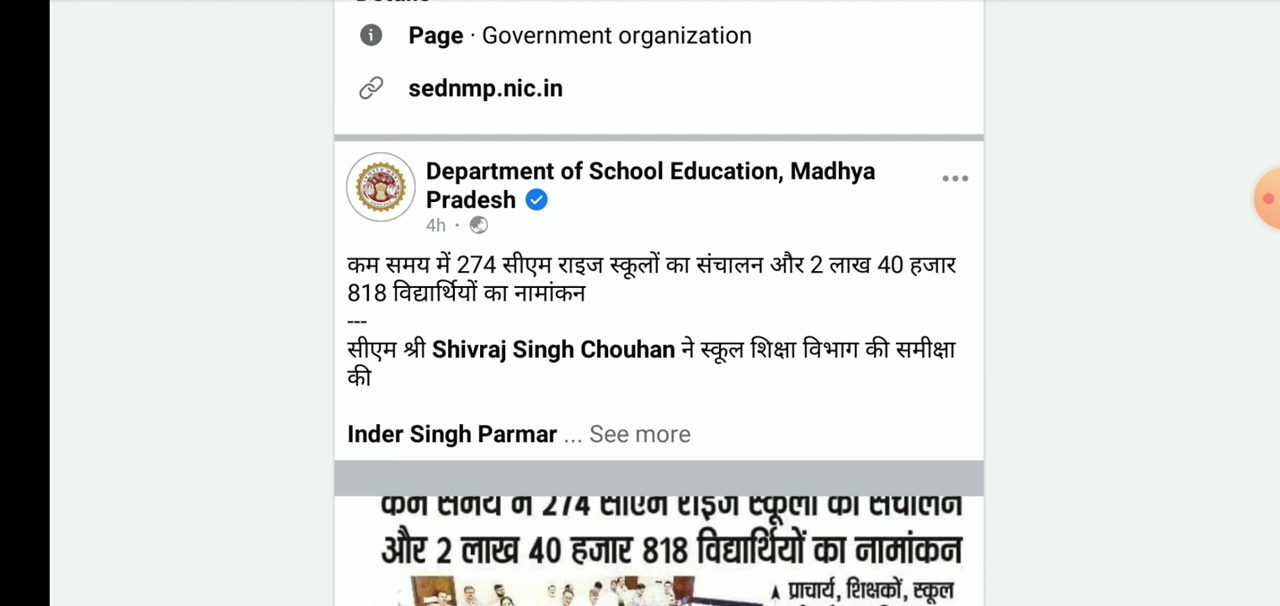 Page · Government organization
sednmp.nic.in
Department of School Education, Madhya
Pradesh
4h ·
कम समय में 274 सीएम राइज स्कूलों का संचालन और 2 लाख 40 हजार
818 विद्यार्थियों का नामांकन
---
सीएम श्री Shivraj Singh Chouhan ने स्कूल शिक्षा विभाग की समीक्षा
की
Inder Singh Parmar ... See more
कम समय में 274 सीएम राइज स्कूलों का संचालन
और 2 लाख 40 हजार 818 विद्यार्थियों का नामांकन
प्राचार्य, शिक्षकों, स्कूल